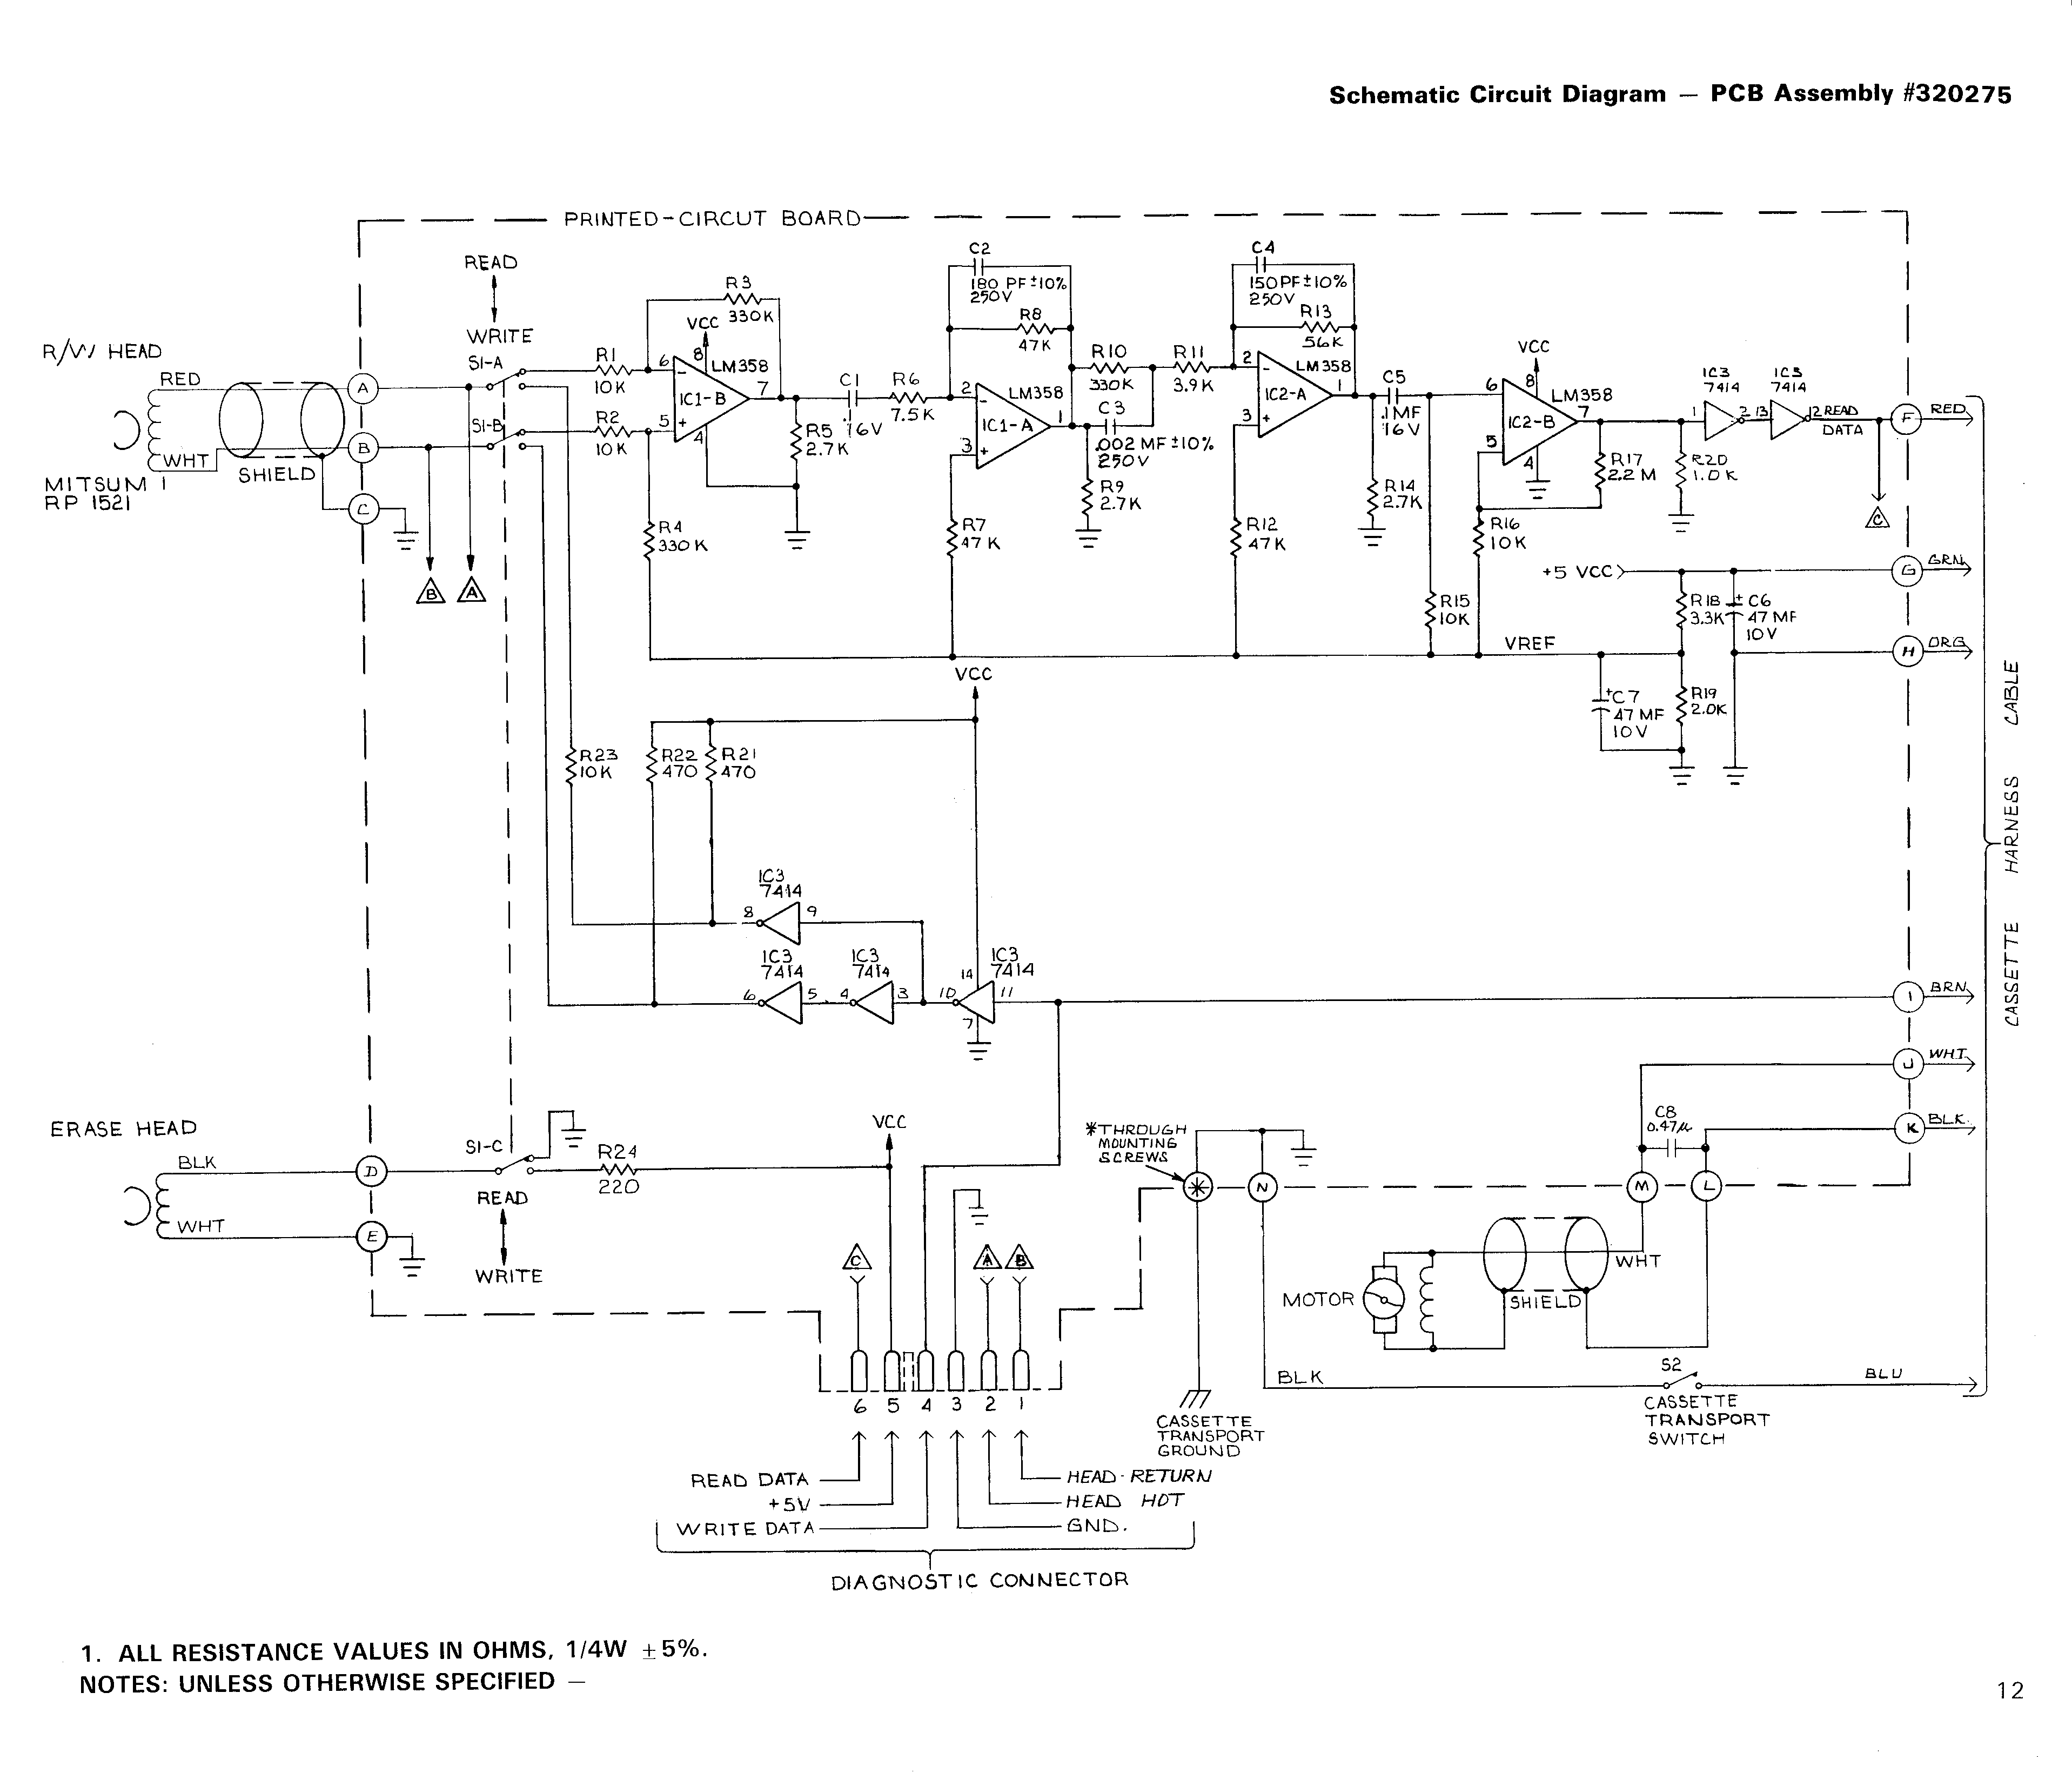 Schematic Circuit Diagram — PCB Assembly #320275
PRINTED-CIRCUT BOARD
READ
WRITE
R/W HEAD
RED
WHT
SHIELD
MITSUMI
RP 1521
A
B
C
S1-A
S1-B
B
A
R1
10K
R2
10K
R3
330K
VCC
8
LM358
6
5
7
4
IC1-B
R4
330K
R5
2.7K
C1
16V
R6
7.5K
C2
180 PF ±10%
250V
R8
47K
LM358
2
3
1
IC1-A
R7
47K
R10
330K
C3
.002 MF ±10%
250V
R9
2.7K
R11
3.9K
C4
150PF±10%
250V
R13
56K
LM358
2
3
1
IC2-A
R12
47K
C5
.1MF
16V
R14
2.7K
R15
10K
VCC
8
LM358
6
5
7
4
IC2-B
R16
10K
R17
2.2M
R20
1.0K
IC3
7414
1
2
IC3
7414
13
12
READ
DATA
F
RED
C
+5 VCC
G
GRN
R18
3.3K
+ C6
47 MF
10V
VREF
H
ORG
+C7
47 MF
10V
R19
2.0K
VCC
R23
10K
R22
470
R21
470
IC3
7414
8
9
IC3
7414
6
5
IC3
7414
4
3
IC3
7414
14
10
11
7
I
BRN
J
WHT
K
BLK.
CASSETTE HARNESS CABLE
ERASE HEAD
BLK
WHT
D
E
S1-C
READ
WRITE
R24
220
VCC
*THROUGH
MOUNTING
SCREWS
*
N
C8
0.47µ
M
L
MOTOR
SHIELD
WHT
BLK
S2
BLU
CASSETTE
TRANSPORT
SWITCH
CASSETTE
TRANSPORT
GROUND
C
A
B
6 5 4 3 2 1
READ DATA
+5V
WRITE DATA
HEAD-RETURN
HEAD HOT
GND.
DIAGNOSTIC CONNECTOR
1. ALL RESISTANCE VALUES IN OHMS, 1/4W ±5%.
NOTES: UNLESS OTHERWISE SPECIFIED —
12